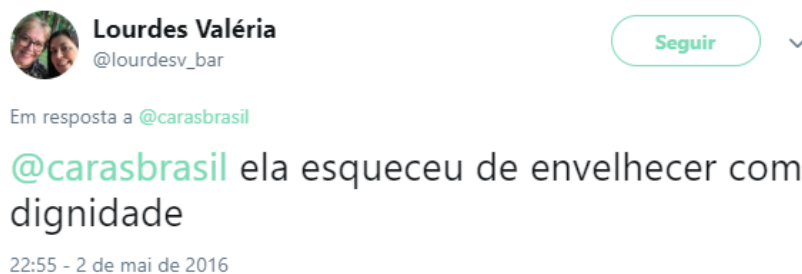 Lourdes Valéria
@lourdesv_bar
Seguir
Em resposta a @carasbrasil
@carasbrasil ela esqueceu de envelhecer com
dignidade
22:55 - 2 de mai de 2016